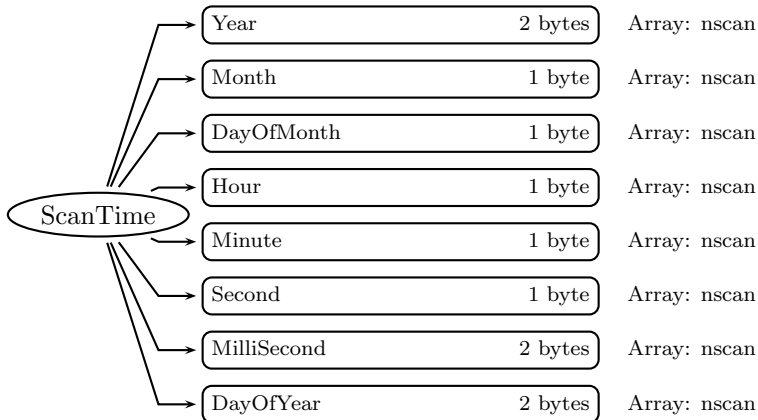 Year 2 bytes Array: nscan
Month 1 byte Array: nscan
DayOfMonth 1 byte Array: nscan
Hour 1 byte Array: nscan
ScanTime
Minute 1 byte Array: nscan
Second 1 byte Array: nscan
MilliSecond 2 bytes Array: nscan
DayOfYear 2 bytes Array: nscan